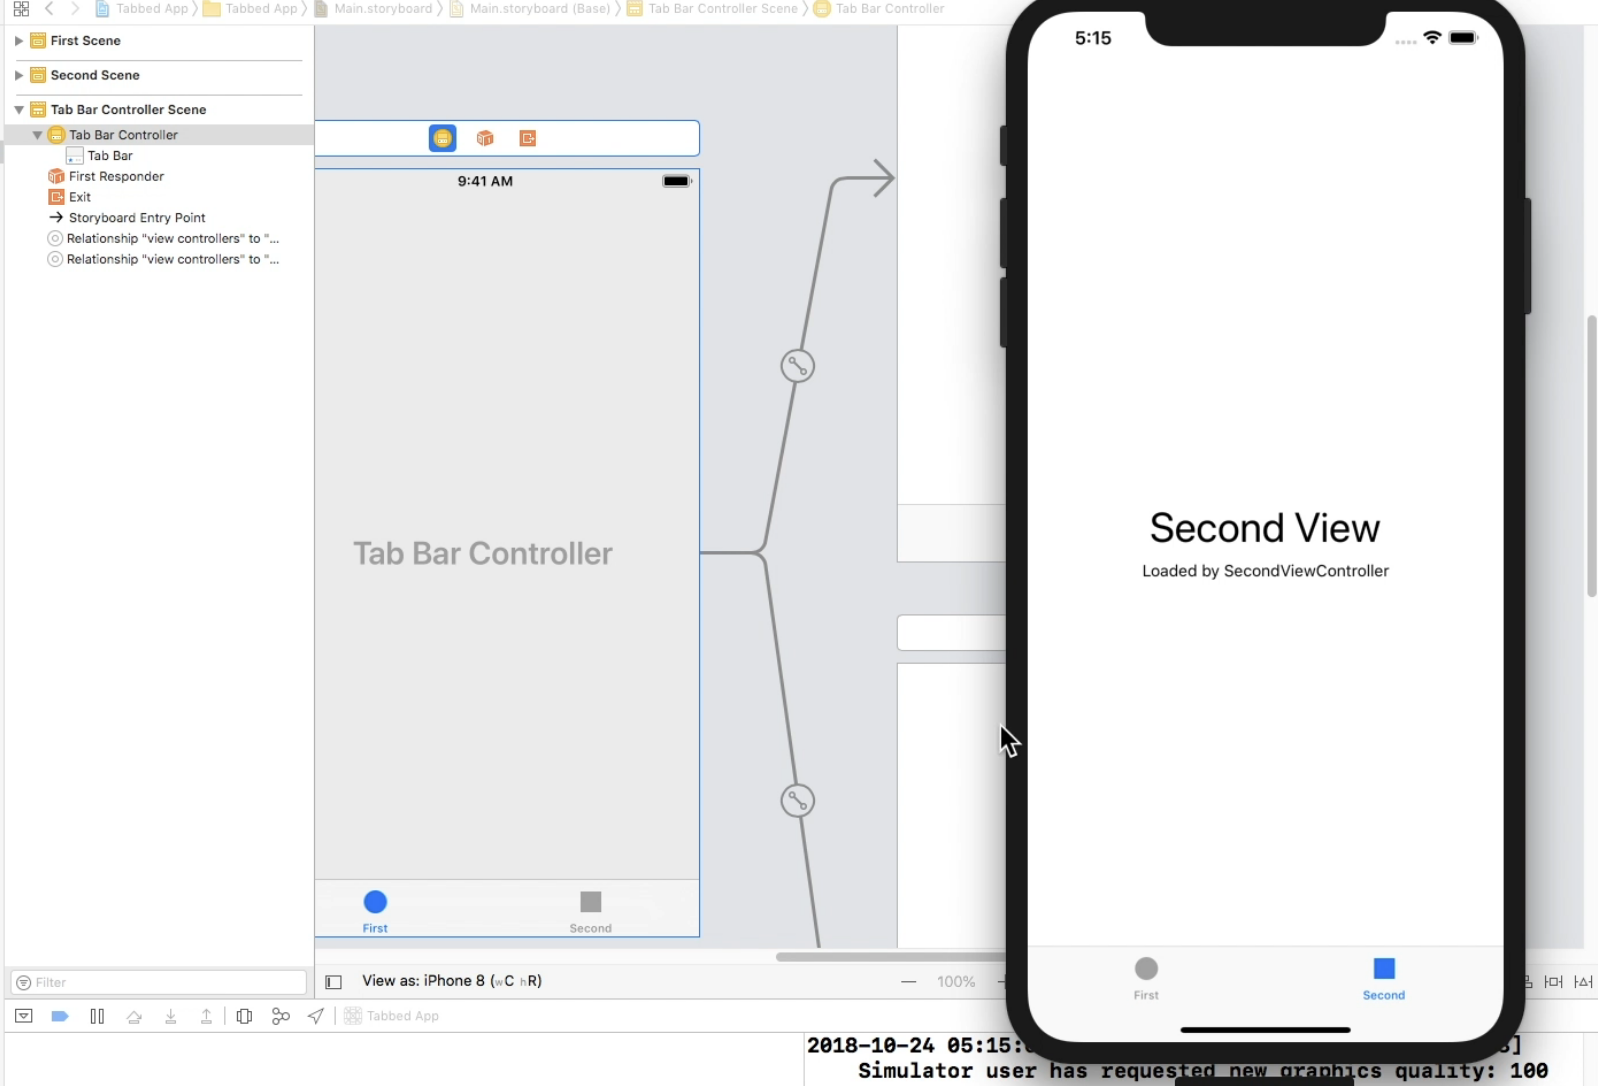 Tabbed App
Tabbed App
Main.storyboard
Main.storyboard (Base)
Tab Bar Controller Scene
Tab Bar Controller
First Scene
Second Scene
Tab Bar Controller Scene
Tab Bar Controller
Tab Bar
First Responder
Exit
Storyboard Entry Point
Relationship "view controllers" to "...
Relationship "view controllers" to "...
Filter
9:41 AM
Tab Bar Controller
First
Second
View as: iPhone 8 (wC hR)
100%
Tabbed App
5:15
Second View
Loaded by SecondViewController
First
Second
2018-10-24 05:15:
Simulator user has requested new graphics quality: 100